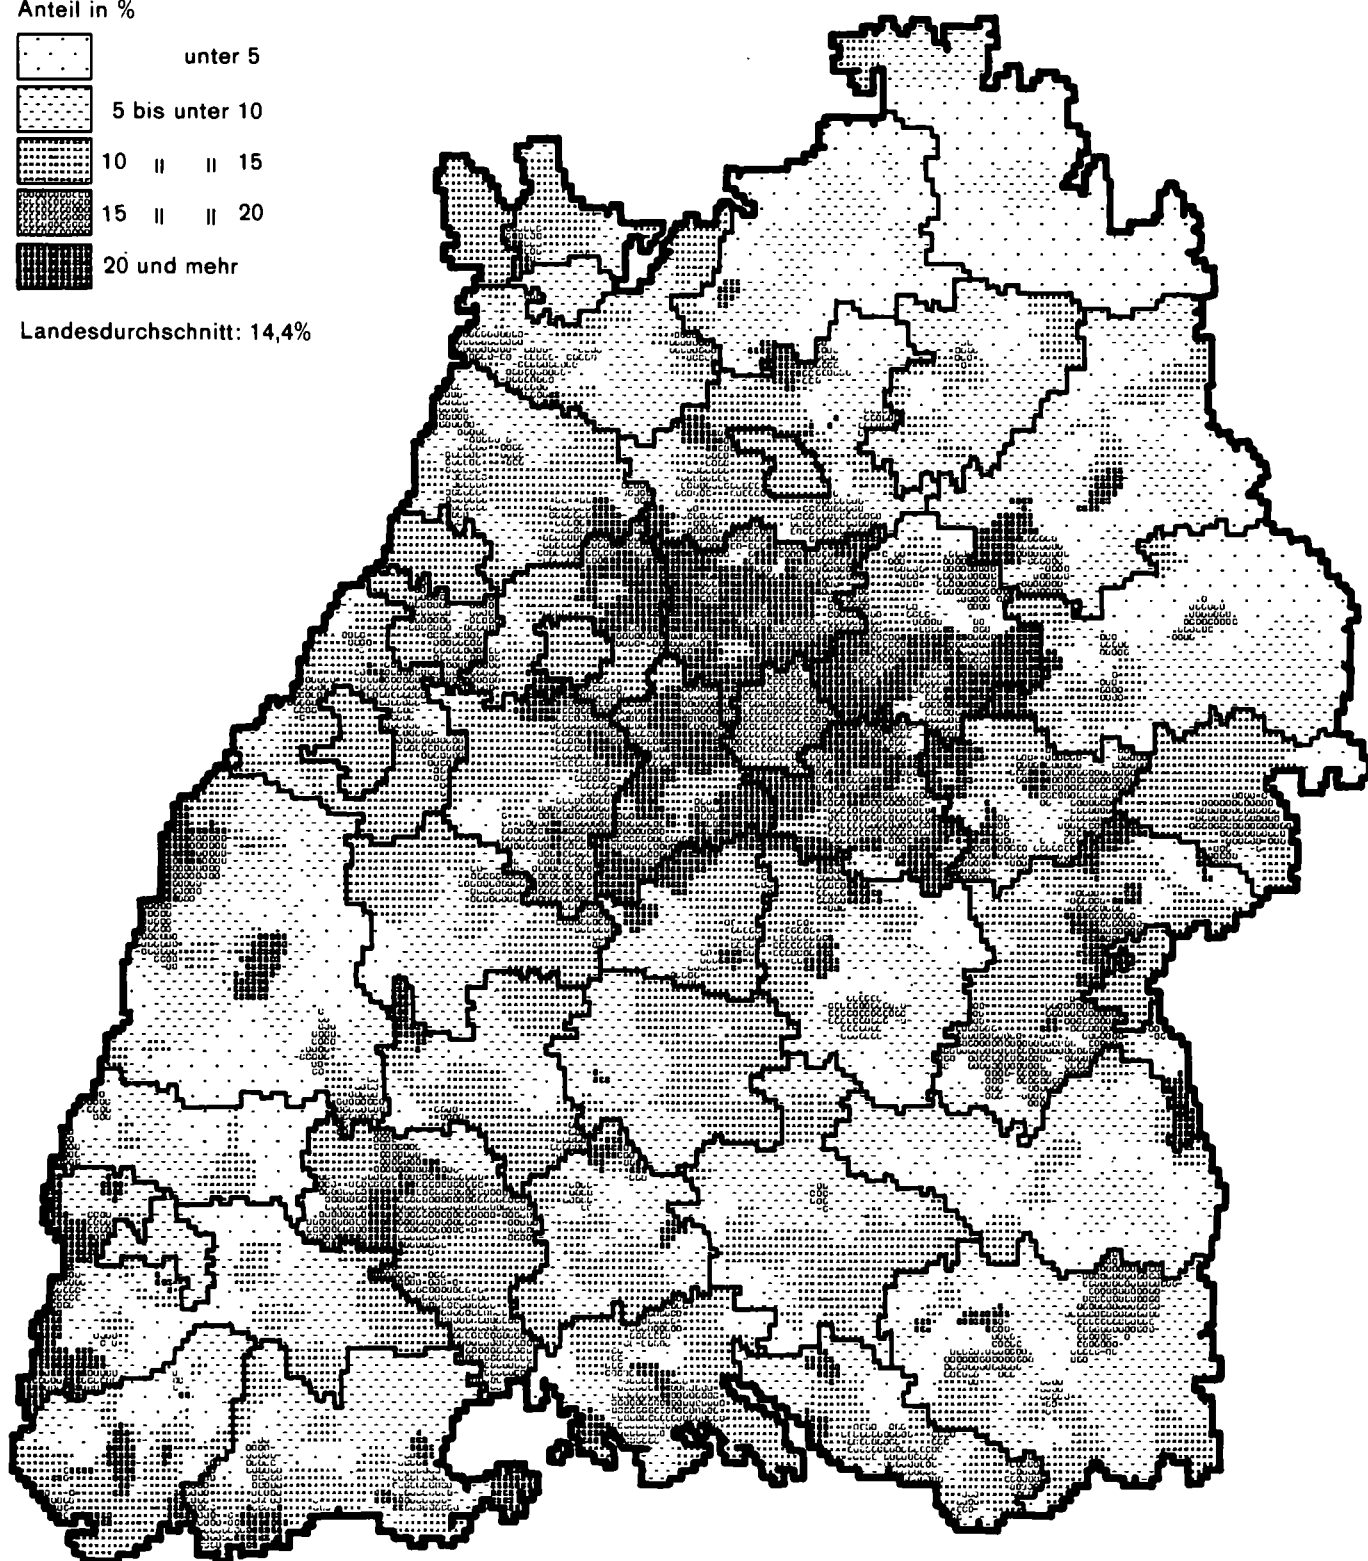 Anteil in %
unter 5
5 bis unter 10
10 " " 15
15 " " 20
20 und mehr
Landesdurchschnitt: 14,4%